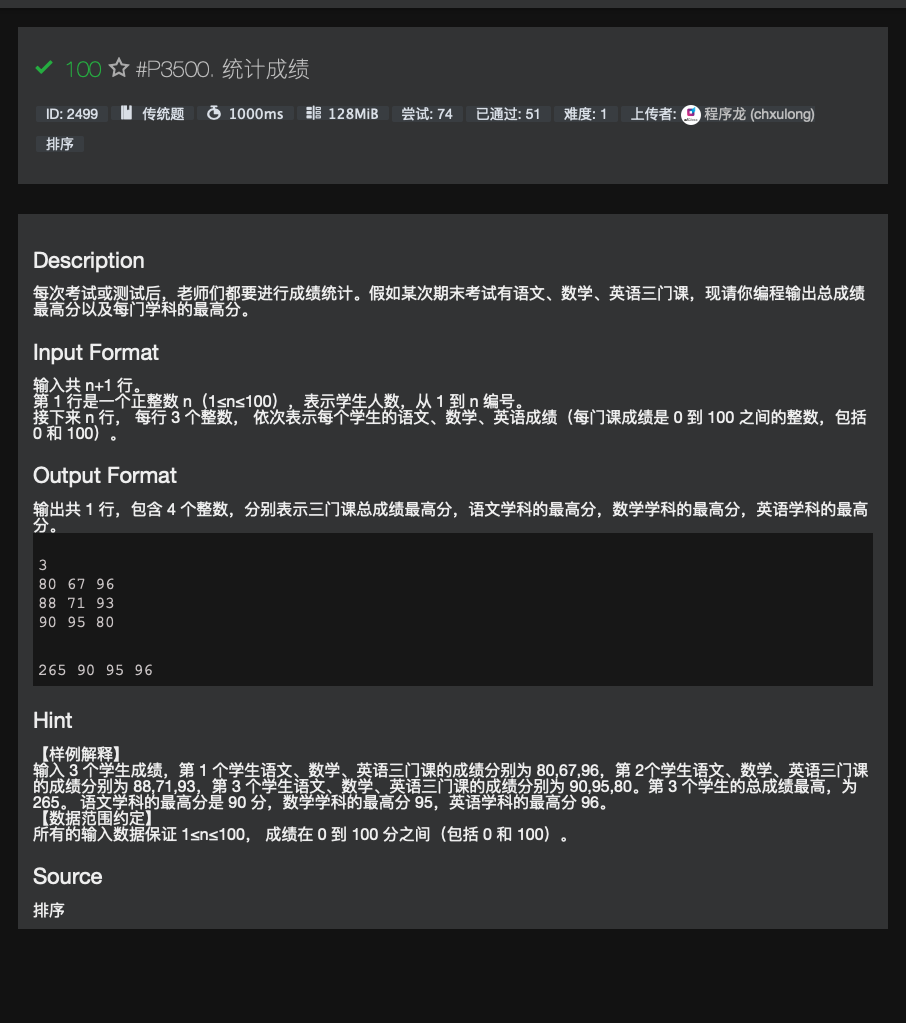 100 #P3500. 统计成绩
ID: 2499 传统题 1000ms 128MiB 尝试: 74 已通过: 51 难度: 1 上传者: 程序龙 (chxulong)
排序
Description
每次考试或测试后，老师们都要进行成绩统计。假如某次期末考试有语文、数学、英语三门课，现请你编程输出总成绩
最高分以及每门学科的最高分。
Input Format
输入共 n+1 行。
第 1 行是一个正整数 n（1≤n≤100），表示学生人数，从 1 到 n 编号。
接下来 n 行， 每行 3 个整数， 依次表示每个学生的语文、数学、英语成绩（每门课成绩是 0 到 100 之间的整数，包括
0 和 100）。
Output Format
输出共 1 行，包含 4 个整数，分别表示三门课总成绩最高分，语文学科的最高分，数学学科的最高分，英语学科的最高
分。
3
80 67 96
88 71 93
90 95 80
265 90 95 96
Hint
【样例解释】
输入 3 个学生成绩，第 1 个学生语文、数学、英语三门课的成绩分别为 80,67,96，第 2个学生语文、数学、英语三门课
的成绩分别为 88,71,93，第 3 个学生语文、数学、英语三门课的成绩分别为 90,95,80。第 3 个学生的总成绩最高，为
265。 语文学科的最高分是 90 分，数学学科的最高分 95，英语学科的最高分 96。
【数据范围约定】
所有的输入数据保证 1≤n≤100， 成绩在 0 到 100 分之间（包括 0 和 100）。
Source
排序